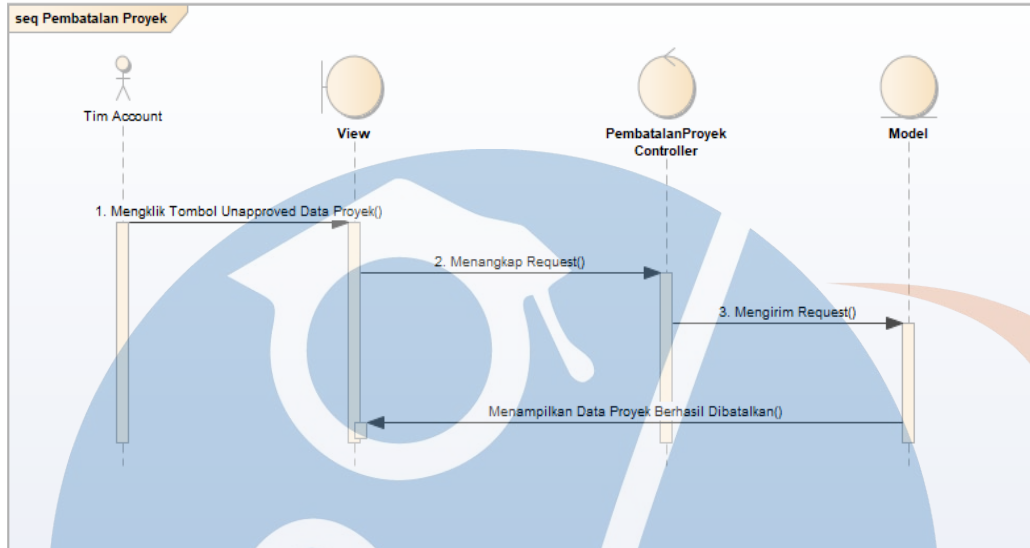 seq Pembatalan Proyek
Tim Account
View
PembatalanProyek
Controller
Model
1. Mengklik Tombol Unapproved Data Proyek()
2. Menangkap Request()
3. Mengirim Request()
Menampilkan Data Proyek Berhasil Dibatalkan()